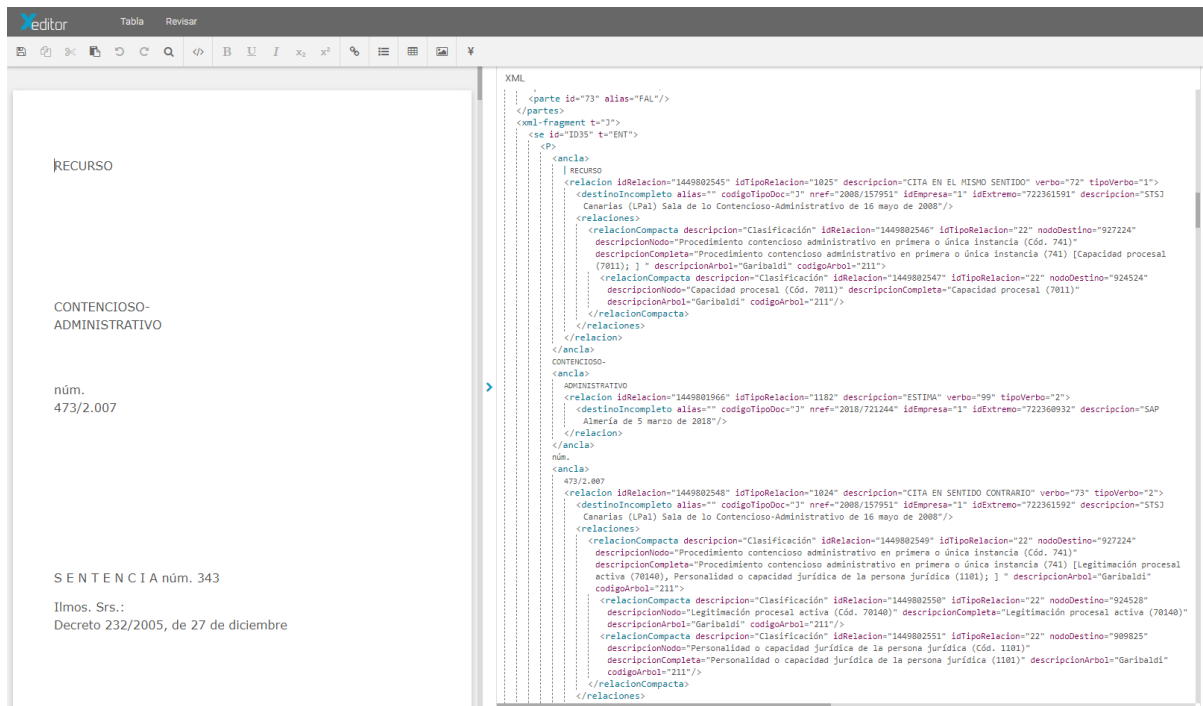 Xeditor Tabla Revisar
</> B U I x₂ x² ¥
RECURSO
CONTENCIOSO-
ADMINISTRATIVO
núm.
473/2.007
S E N T E N C I A núm. 343
Ilmos. Srs.:
Decreto 232/2005, de 27 de diciembre
XML
<parte id="73" alias="FAL"/>
</partes>
<xml-fragment t="J">
<se id="ID35" t="ENT">
<P>
<ancla>
RECURSO
<relacion idRelacion="1449802545" idTipoRelacion="1025" descripcion="CITA EN EL MISMO SENTIDO" verbo="72" tipoVerbo="1">
<destinoIncompleto alias="" codigoTipoDoc="J" nref="2008/157951" idEmpresa="1" idExtremo="722361591" descripcion="STSJ
Canarias (LPal) Sala de lo Contencioso-Administrativo de 16 mayo de 2008"/>
<relaciones>
<relacionCompacta descripcion="Clasificación" idRelacion="1449802546" idTipoRelacion="22" nodoDestino="927224"
descripcionNodo="Procedimiento contencioso administrativo en primera o única instancia (Cód. 741)"
descripcionCompleta="Procedimiento contencioso administrativo en primera o única instancia (741) [Capacidad procesal
(7011); ] " descripcionArbol="Garibaldi" codigoArbol="211">
<relacionCompacta descripcion="Clasificación" idRelacion="1449802547" idTipoRelacion="22" nodoDestino="924524"
descripcionNodo="Capacidad procesal (Cód. 7011)" descripcionCompleta="Capacidad procesal (7011)"
descripcionArbol="Garibaldi" codigoArbol="211"/>
</relacionCompacta>
</relaciones>
</relacion>
</ancla>
CONTENCIOSO-
<ancla>
ADMINISTRATIVO
<relacion idRelacion="1449801966" idTipoRelacion="1182" descripcion="ESTIMA" verbo="99" tipoVerbo="2">
<destinoIncompleto alias="" codigoTipoDoc="J" nref="2018/721244" idEmpresa="1" idExtremo="722360932" descripcion="SAP
Almería de 5 marzo de 2018"/>
</relacion>
</ancla>
núm.
<ancla>
473/2.007
<relacion idRelacion="1449802548" idTipoRelacion="1024" descripcion="CITA EN SENTIDO CONTRARIO" verbo="73" tipoVerbo="2">
<destinoIncompleto alias="" codigoTipoDoc="J" nref="2008/157951" idEmpresa="1" idExtremo="722361592" descripcion="STSJ
Canarias (LPal) Sala de lo Contencioso-Administrativo de 16 mayo de 2008"/>
<relaciones>
<relacionCompacta descripcion="Clasificación" idRelacion="1449802549" idTipoRelacion="22" nodoDestino="927224"
descripcionNodo="Procedimiento contencioso administrativo en primera o única instancia (Cód. 741)"
descripcionCompleta="Procedimiento contencioso administrativo en primera o única instancia (741) [Legitimación procesal
activa (70140), Personalidad o capacidad jurídica de la persona jurídica (1101); ] " descripcionArbol="Garibaldi"
codigoArbol="211">
<relacionCompacta descripcion="Clasificación" idRelacion="1449802550" idTipoRelacion="22" nodoDestino="924528"
descripcionNodo="Legitimación procesal activa (Cód. 70140)" descripcionCompleta="Legitimación procesal activa (70140)"
descripcionArbol="Garibaldi" codigoArbol="211"/>
<relacionCompacta descripcion="Clasificación" idRelacion="1449802551" idTipoRelacion="22" nodoDestino="909825"
descripcionNodo="Personalidad o capacidad jurídica de la persona jurídica (Cód. 1101)"
descripcionCompleta="Personalidad o capacidad jurídica de la persona jurídica (1101)" descripcionArbol="Garibaldi"
codigoArbol="211"/>
</relacionCompacta>
</relaciones>